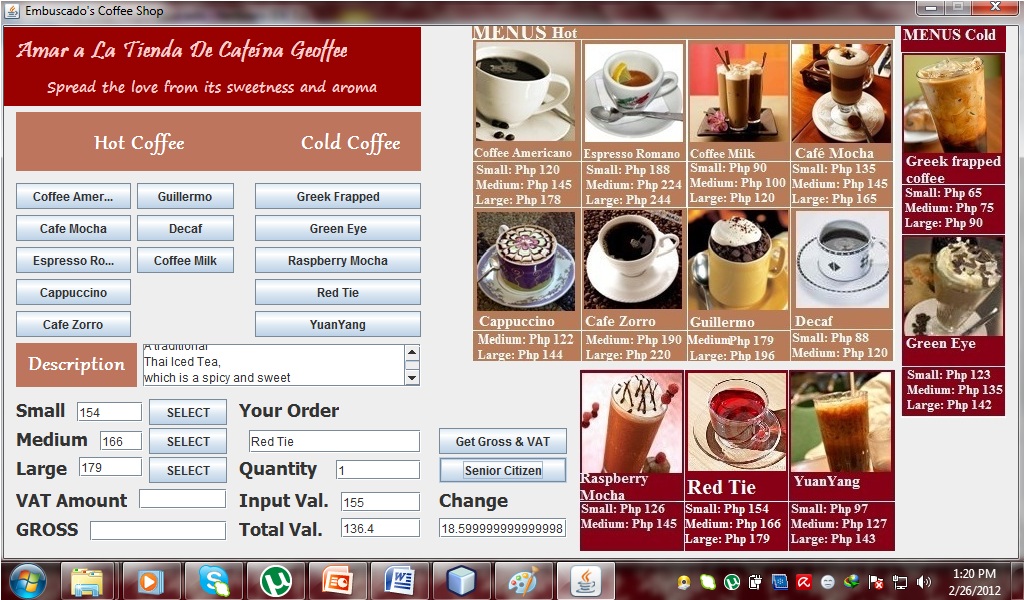 Embuscado's Coffee Shop
Amar a La Tienda De Cafeína Geoffee
Spread the love from its sweetness and aroma
Hot Coffee Cold Coffee
Coffee Amer... Guillermo Greek Frapped
Cafe Mocha Decaf Green Eye
Espresso Ro... Coffee Milk Raspberry Mocha
Cappuccino Red Tie
Cafe Zorro YuanYang
Description
A traditional
Thai Iced Tea,
which is a spicy and sweet
Small 154 SELECT Your Order
Medium 166 SELECT Red Tie
Large 179 SELECT Quantity 1
VAT Amount Input Val. 155
GROSS Total Val. 136.4
Get Gross & VAT
Senior Citizen
Change
18.599999999999998
MENUS Hot
Coffee Americano
Small: Php 120
Medium: Php 145
Large: Php 178
Espresso Romano
Small: Php 188
Medium: Php 224
Large: Php 244
Coffee Milk
Small: Php 90
Medium: Php 100
Large: Php 120
Café Mocha
Small: Php 135
Medium: Php 145
Large: Php 165
Cappuccino
Medium: Php 122
Large: Php 144
Cafe Zorro
Medium: Php 190
Large: Php 220
Guillermo
Medium Php 179
Large: Php 196
Decaf
Small: Php 88
Medium: Php 120
MENUS Cold
Greek frapped
coffee
Small: Php 65
Medium: Php 75
Large: Php 90
Green Eye
Small: Php 123
Medium: Php 135
Large: Php 142
Raspberry
Mocha
Small: Php 126
Medium: Php 145
Red Tie
Small: Php 154
Medium: Php 166
Large: Php 179
YuanYang
Small: Php 97
Medium: Php 127
Large: Php 143
1:20 PM
2/26/2012